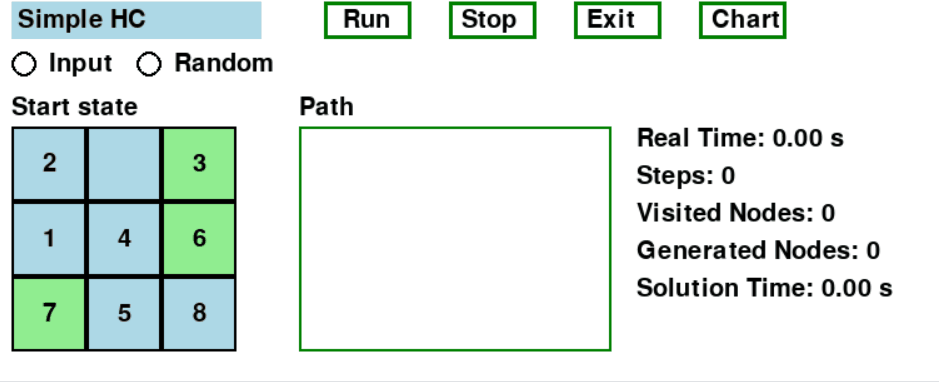 Simple HC Run Stop Exit Chart
Input Random
Start state Path
2 3
1 4 6
7 5 8
Real Time: 0.00 s
Steps: 0
Visited Nodes: 0
Generated Nodes: 0
Solution Time: 0.00 s